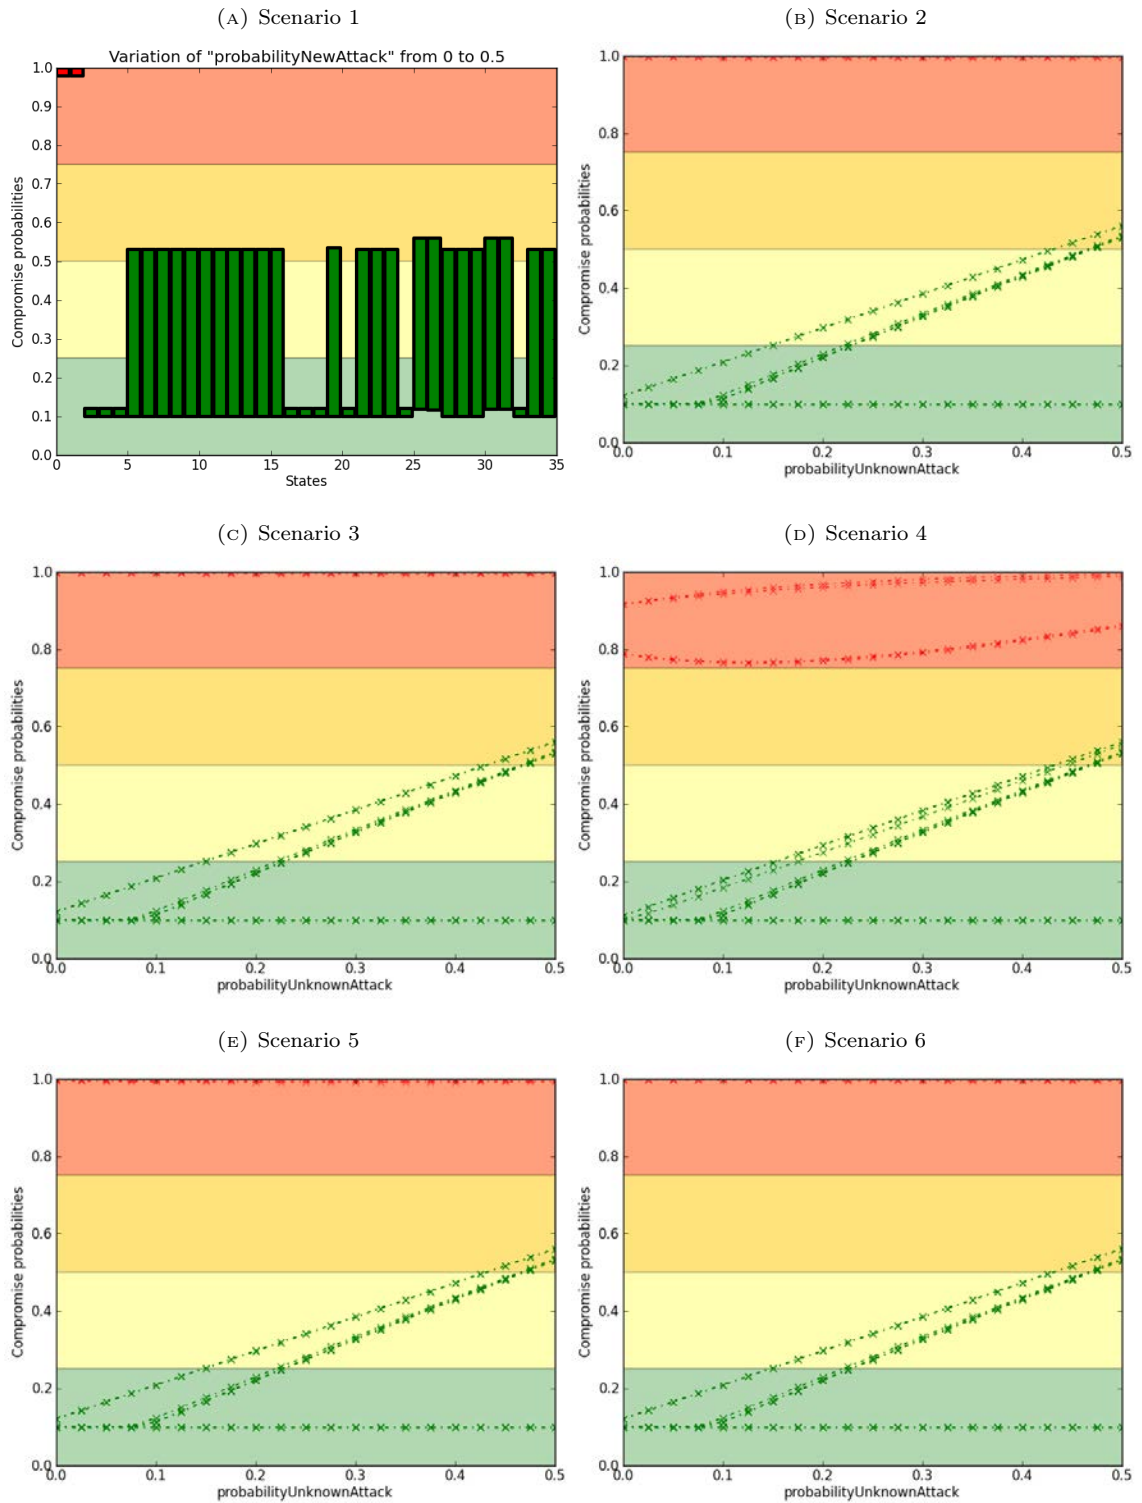 (A) Scenario 1
Variation of "probabilityNewAttack" from 0 to 0.5
Compromise probabilities
1.0
0.9
0.8
0.7
0.6
0.5
0.4
0.3
0.2
0.1
0.0
0 5 10 15 20 25 30 35
States
(B) Scenario 2
Compromise probabilities
1.0
0.8
0.6
0.4
0.2
0.0
0.0 0.1 0.2 0.3 0.4 0.5
probabilityUnknownAttack
(C) Scenario 3
Compromise probabilities
1.0
0.8
0.6
0.4
0.2
0.0
0.0 0.1 0.2 0.3 0.4 0.5
probabilityUnknownAttack
(D) Scenario 4
Compromise probabilities
1.0
0.8
0.6
0.4
0.2
0.0
0.0 0.1 0.2 0.3 0.4 0.5
probabilityUnknownAttack
(E) Scenario 5
Compromise probabilities
1.0
0.8
0.6
0.4
0.2
0.0
0.0 0.1 0.2 0.3 0.4 0.5
probabilityUnknownAttack
(F) Scenario 6
Compromise probabilities
1.0
0.8
0.6
0.4
0.2
0.0
0.0 0.1 0.2 0.3 0.4 0.5
probabilityUnknownAttack